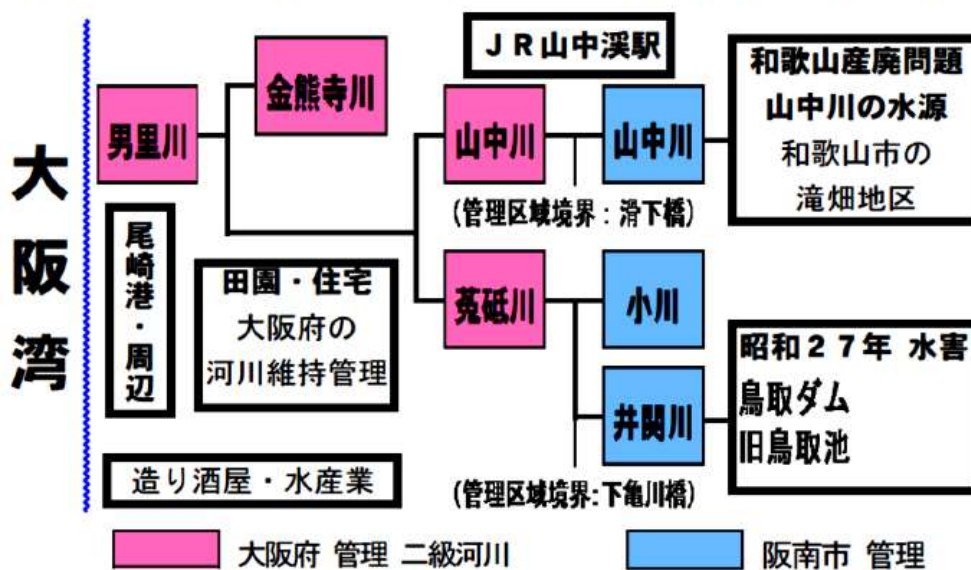 大阪湾
男里川
金熊寺川
JR山中渓駅
山中川
山中川
和歌山産廃問題
山中川の水源
和歌山市の
滝畑地区
(管理区域境界：滑下橋)
尾崎港・周辺
田園・住宅
大阪府の
河川維持管理
菟砥川
小川
井関川
昭和２７年 水害
鳥取ダム
旧鳥取池
(管理区域境界:下亀川橋)
造り酒屋・水産業
大阪府 管理 二級河川
阪南市 管理